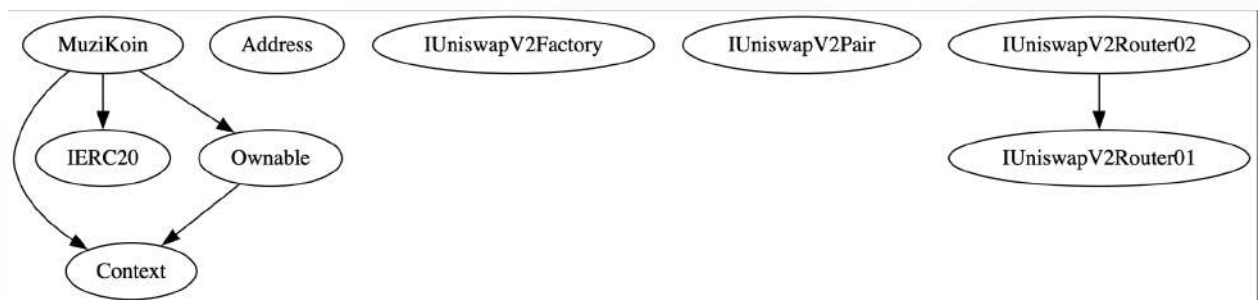 MuziKoin Address IUniswapV2Factory IUniswapV2Pair IUniswapV2Router02
IERC20 Ownable IUniswapV2Router01
Context